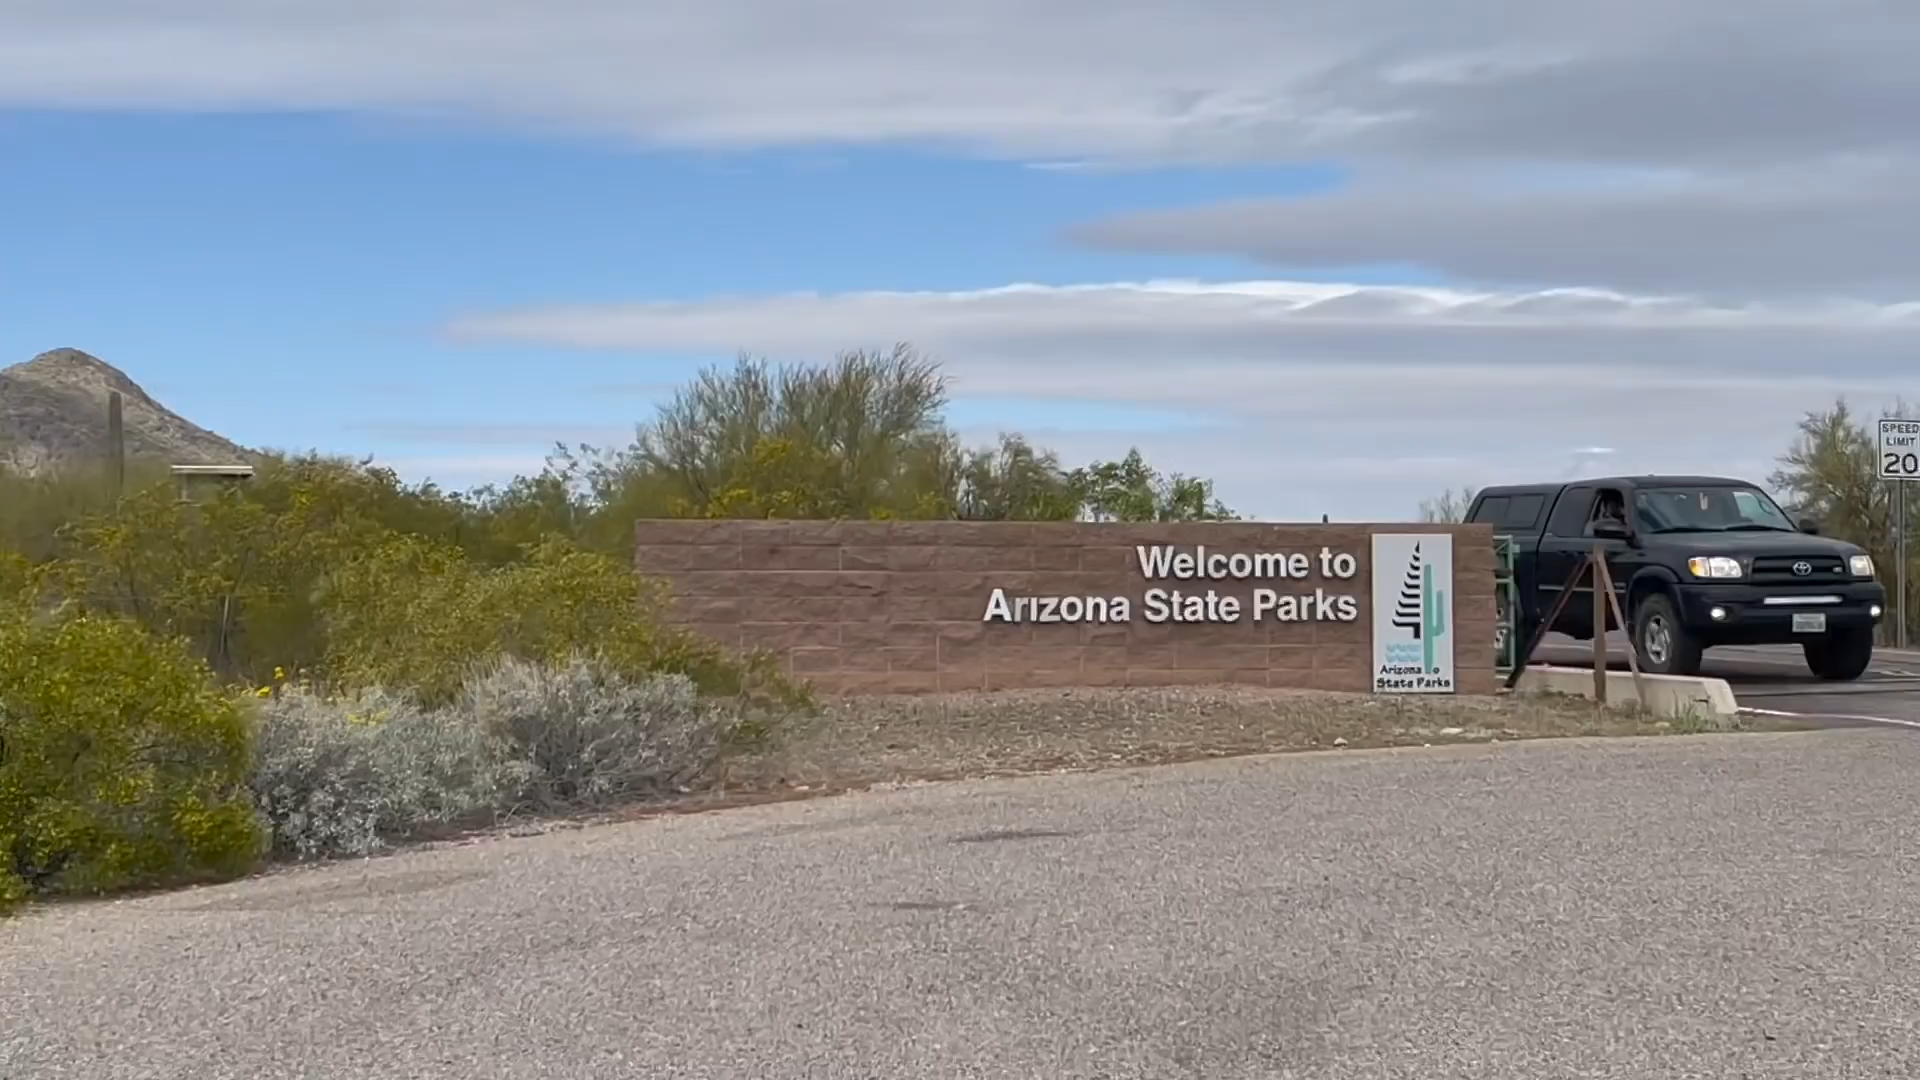 Welcome to
Arizona State Parks
Arizona
State Parks
SPEED
LIMIT
20